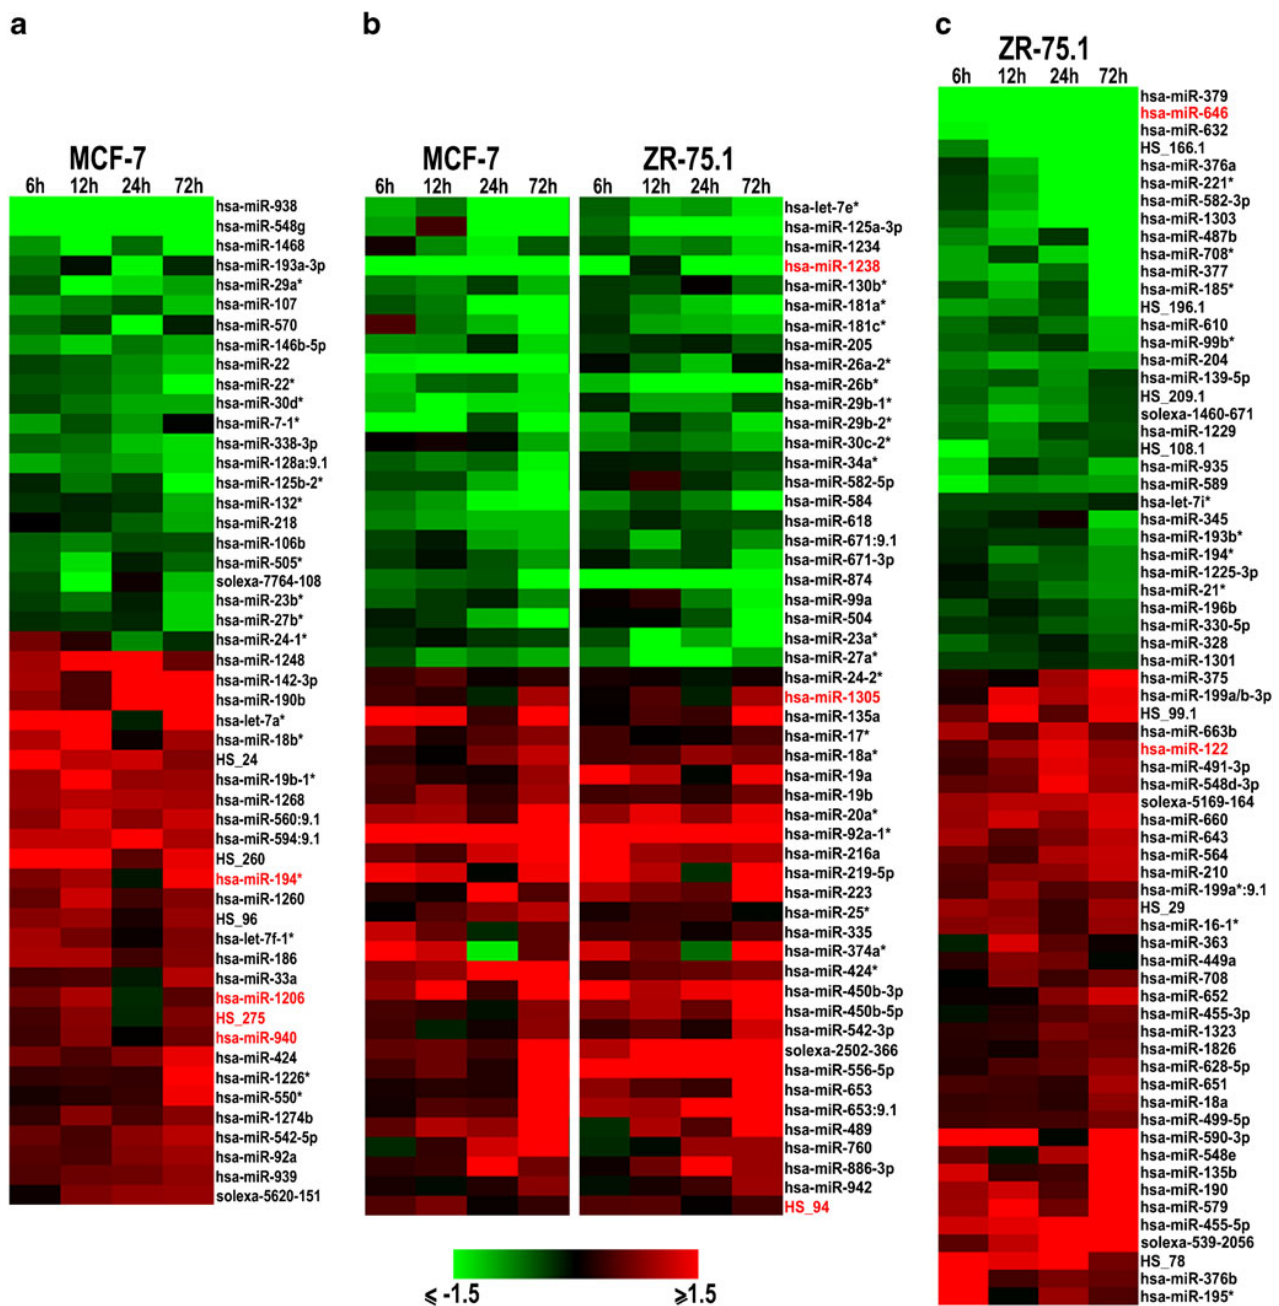 a
MCF-7
6h 12h 24h 72h
hsa-miR-938
hsa-miR-548g
hsa-miR-1468
hsa-miR-193a-3p
hsa-miR-29a*
hsa-miR-107
hsa-miR-570
hsa-miR-146b-5p
hsa-miR-22
hsa-miR-22*
hsa-miR-30d*
hsa-miR-7-1*
hsa-miR-338-3p
hsa-miR-128a:9.1
hsa-miR-125b-2*
hsa-miR-132*
hsa-miR-218
hsa-miR-106b
hsa-miR-505*
solexa-7764-108
hsa-miR-23b*
hsa-miR-27b*
hsa-miR-24-1*
hsa-miR-1248
hsa-miR-142-3p
hsa-miR-190b
hsa-let-7a*
hsa-miR-18b*
HS_24
hsa-miR-19b-1*
hsa-miR-1268
hsa-miR-560:9.1
hsa-miR-594:9.1
HS_260
hsa-miR-194*
hsa-miR-1260
HS_96
hsa-let-7f-1*
hsa-miR-186
hsa-miR-33a
hsa-miR-1206
HS_275
hsa-miR-940
hsa-miR-424
hsa-miR-1226*
hsa-miR-550*
hsa-miR-1274b
hsa-miR-542-5p
hsa-miR-92a
hsa-miR-939
solexa-5620-151
b
MCF-7 ZR-75.1
6h 12h 24h 72h 6h 12h 24h 72h
hsa-let-7e*
hsa-miR-125a-3p
hsa-miR-1234
hsa-miR-1238
hsa-miR-130b*
hsa-miR-181a*
hsa-miR-181c*
hsa-miR-205
hsa-miR-26a-2*
hsa-miR-26b*
hsa-miR-29b-1*
hsa-miR-29b-2*
hsa-miR-30c-2*
hsa-miR-34a*
hsa-miR-582-5p
hsa-miR-584
hsa-miR-618
hsa-miR-671:9.1
hsa-miR-671-3p
hsa-miR-874
hsa-miR-99a
hsa-miR-504
hsa-miR-23a*
hsa-miR-27a*
hsa-miR-24-2*
hsa-miR-1305
hsa-miR-135a
hsa-miR-17*
hsa-miR-18a*
hsa-miR-19a
hsa-miR-19b
hsa-miR-20a*
hsa-miR-92a-1*
hsa-miR-216a
hsa-miR-219-5p
hsa-miR-223
hsa-miR-25*
hsa-miR-335
hsa-miR-374a*
hsa-miR-424*
hsa-miR-450b-3p
hsa-miR-450b-5p
hsa-miR-542-3p
solexa-2502-366
hsa-miR-556-5p
hsa-miR-653
hsa-miR-653:9.1
hsa-miR-489
hsa-miR-760
hsa-miR-886-3p
hsa-miR-942
HS_94
⩽ -1.5 ⩾1.5
c
ZR-75.1
6h 12h 24h 72h
hsa-miR-379
hsa-miR-646
hsa-miR-632
HS_166.1
hsa-miR-376a
hsa-miR-221*
hsa-miR-582-3p
hsa-miR-1303
hsa-miR-487b
hsa-miR-708*
hsa-miR-377
hsa-miR-185*
HS_196.1
hsa-miR-610
hsa-miR-99b*
hsa-miR-204
hsa-miR-139-5p
HS_209.1
solexa-1460-671
hsa-miR-1229
HS_108.1
hsa-miR-935
hsa-miR-589
hsa-let-7i*
hsa-miR-345
hsa-miR-193b*
hsa-miR-194*
hsa-miR-1225-3p
hsa-miR-21*
hsa-miR-196b
hsa-miR-330-5p
hsa-miR-328
hsa-miR-1301
hsa-miR-375
hsa-miR-199a/b-3p
HS_99.1
hsa-miR-663b
hsa-miR-122
hsa-miR-491-3p
hsa-miR-548d-3p
solexa-5169-164
hsa-miR-660
hsa-miR-643
hsa-miR-564
hsa-miR-210
hsa-miR-199a*:9.1
HS_29
hsa-miR-16-1*
hsa-miR-363
hsa-miR-449a
hsa-miR-708
hsa-miR-652
hsa-miR-455-3p
hsa-miR-1323
hsa-miR-1826
hsa-miR-628-5p
hsa-miR-651
hsa-miR-18a
hsa-miR-499-5p
hsa-miR-590-3p
hsa-miR-548e
hsa-miR-135b
hsa-miR-190
hsa-miR-579
hsa-miR-455-5p
solexa-539-2056
HS_78
hsa-miR-376b
hsa-miR-195*